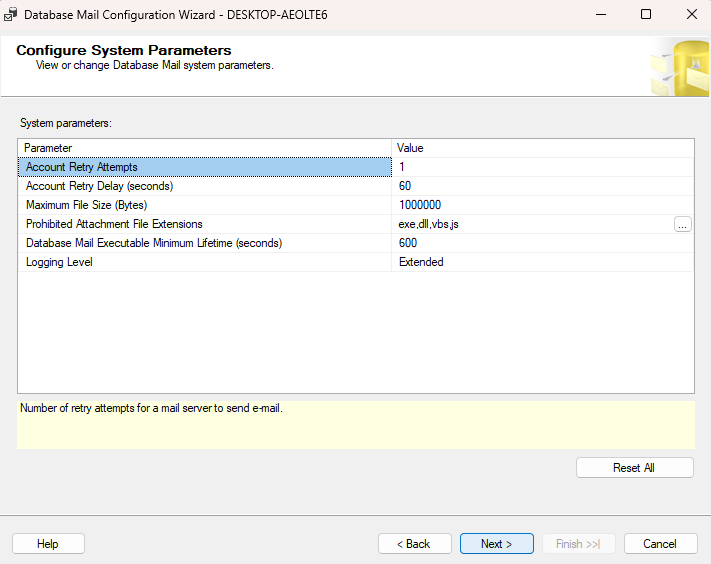 Database Mail Configuration Wizard - DESKTOP-AEOLTE6
Configure System Parameters
View or change Database Mail system parameters.
System parameters:
Parameter Value
Account Retry Attempts 1
Account Retry Delay (seconds) 60
Maximum File Size (Bytes) 1000000
Prohibited Attachment File Extensions exe,dll,vbs,js ...
Database Mail Executable Minimum Lifetime (seconds) 600
Logging Level Extended
Number of retry attempts for a mail server to send e-mail.
Reset All
Help < Back Next > Finish >>| Cancel